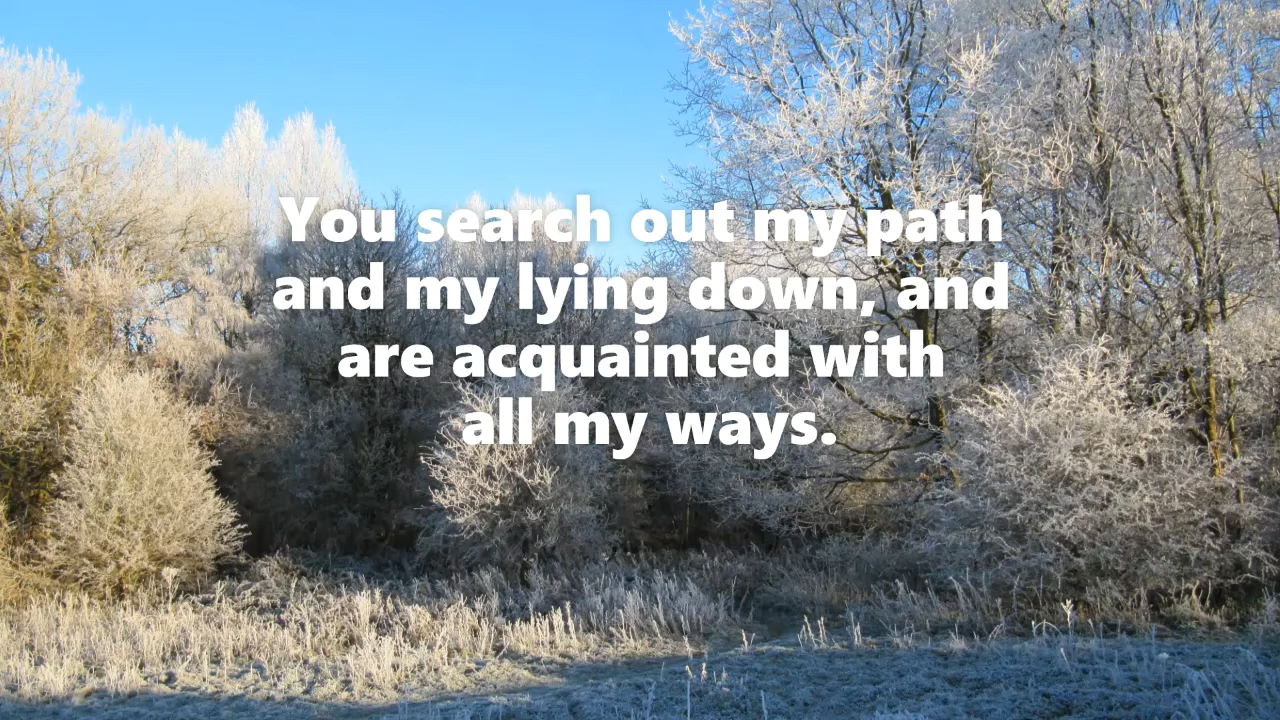 You search out my path
and my lying down, and
are acquainted with
all my ways.